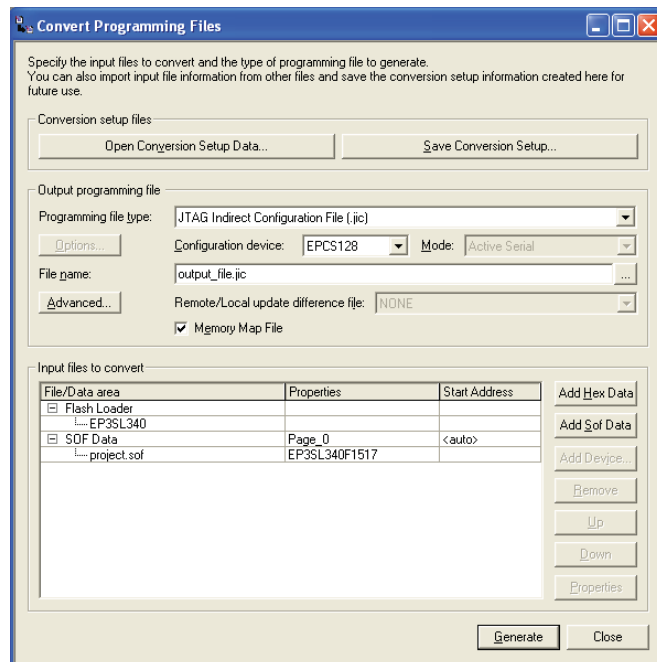 Convert Programming Files
Specify the input files to convert and the type of programming file to generate.
You can also import input file information from other files and save the conversion setup information created here for
future use.
Conversion setup files
Open Conversion Setup Data...
Save Conversion Setup...
Output programming file
Programming file type: JTAG Indirect Configuration File (.jic)
Options... Configuration device: EPCS128 Mode: Active Serial
File name: output_file.jic ...
Advanced... Remote/Local update difference file: NONE
Memory Map File
Input files to convert
File/Data area Properties Start Address
Flash Loader
EP3SL340
SOF Data Page_0 <auto>
project.sof EP3SL340F1517
Add Hex Data
Add Sof Data
Add Device...
Remove
Up
Down
Properties
Generate Close